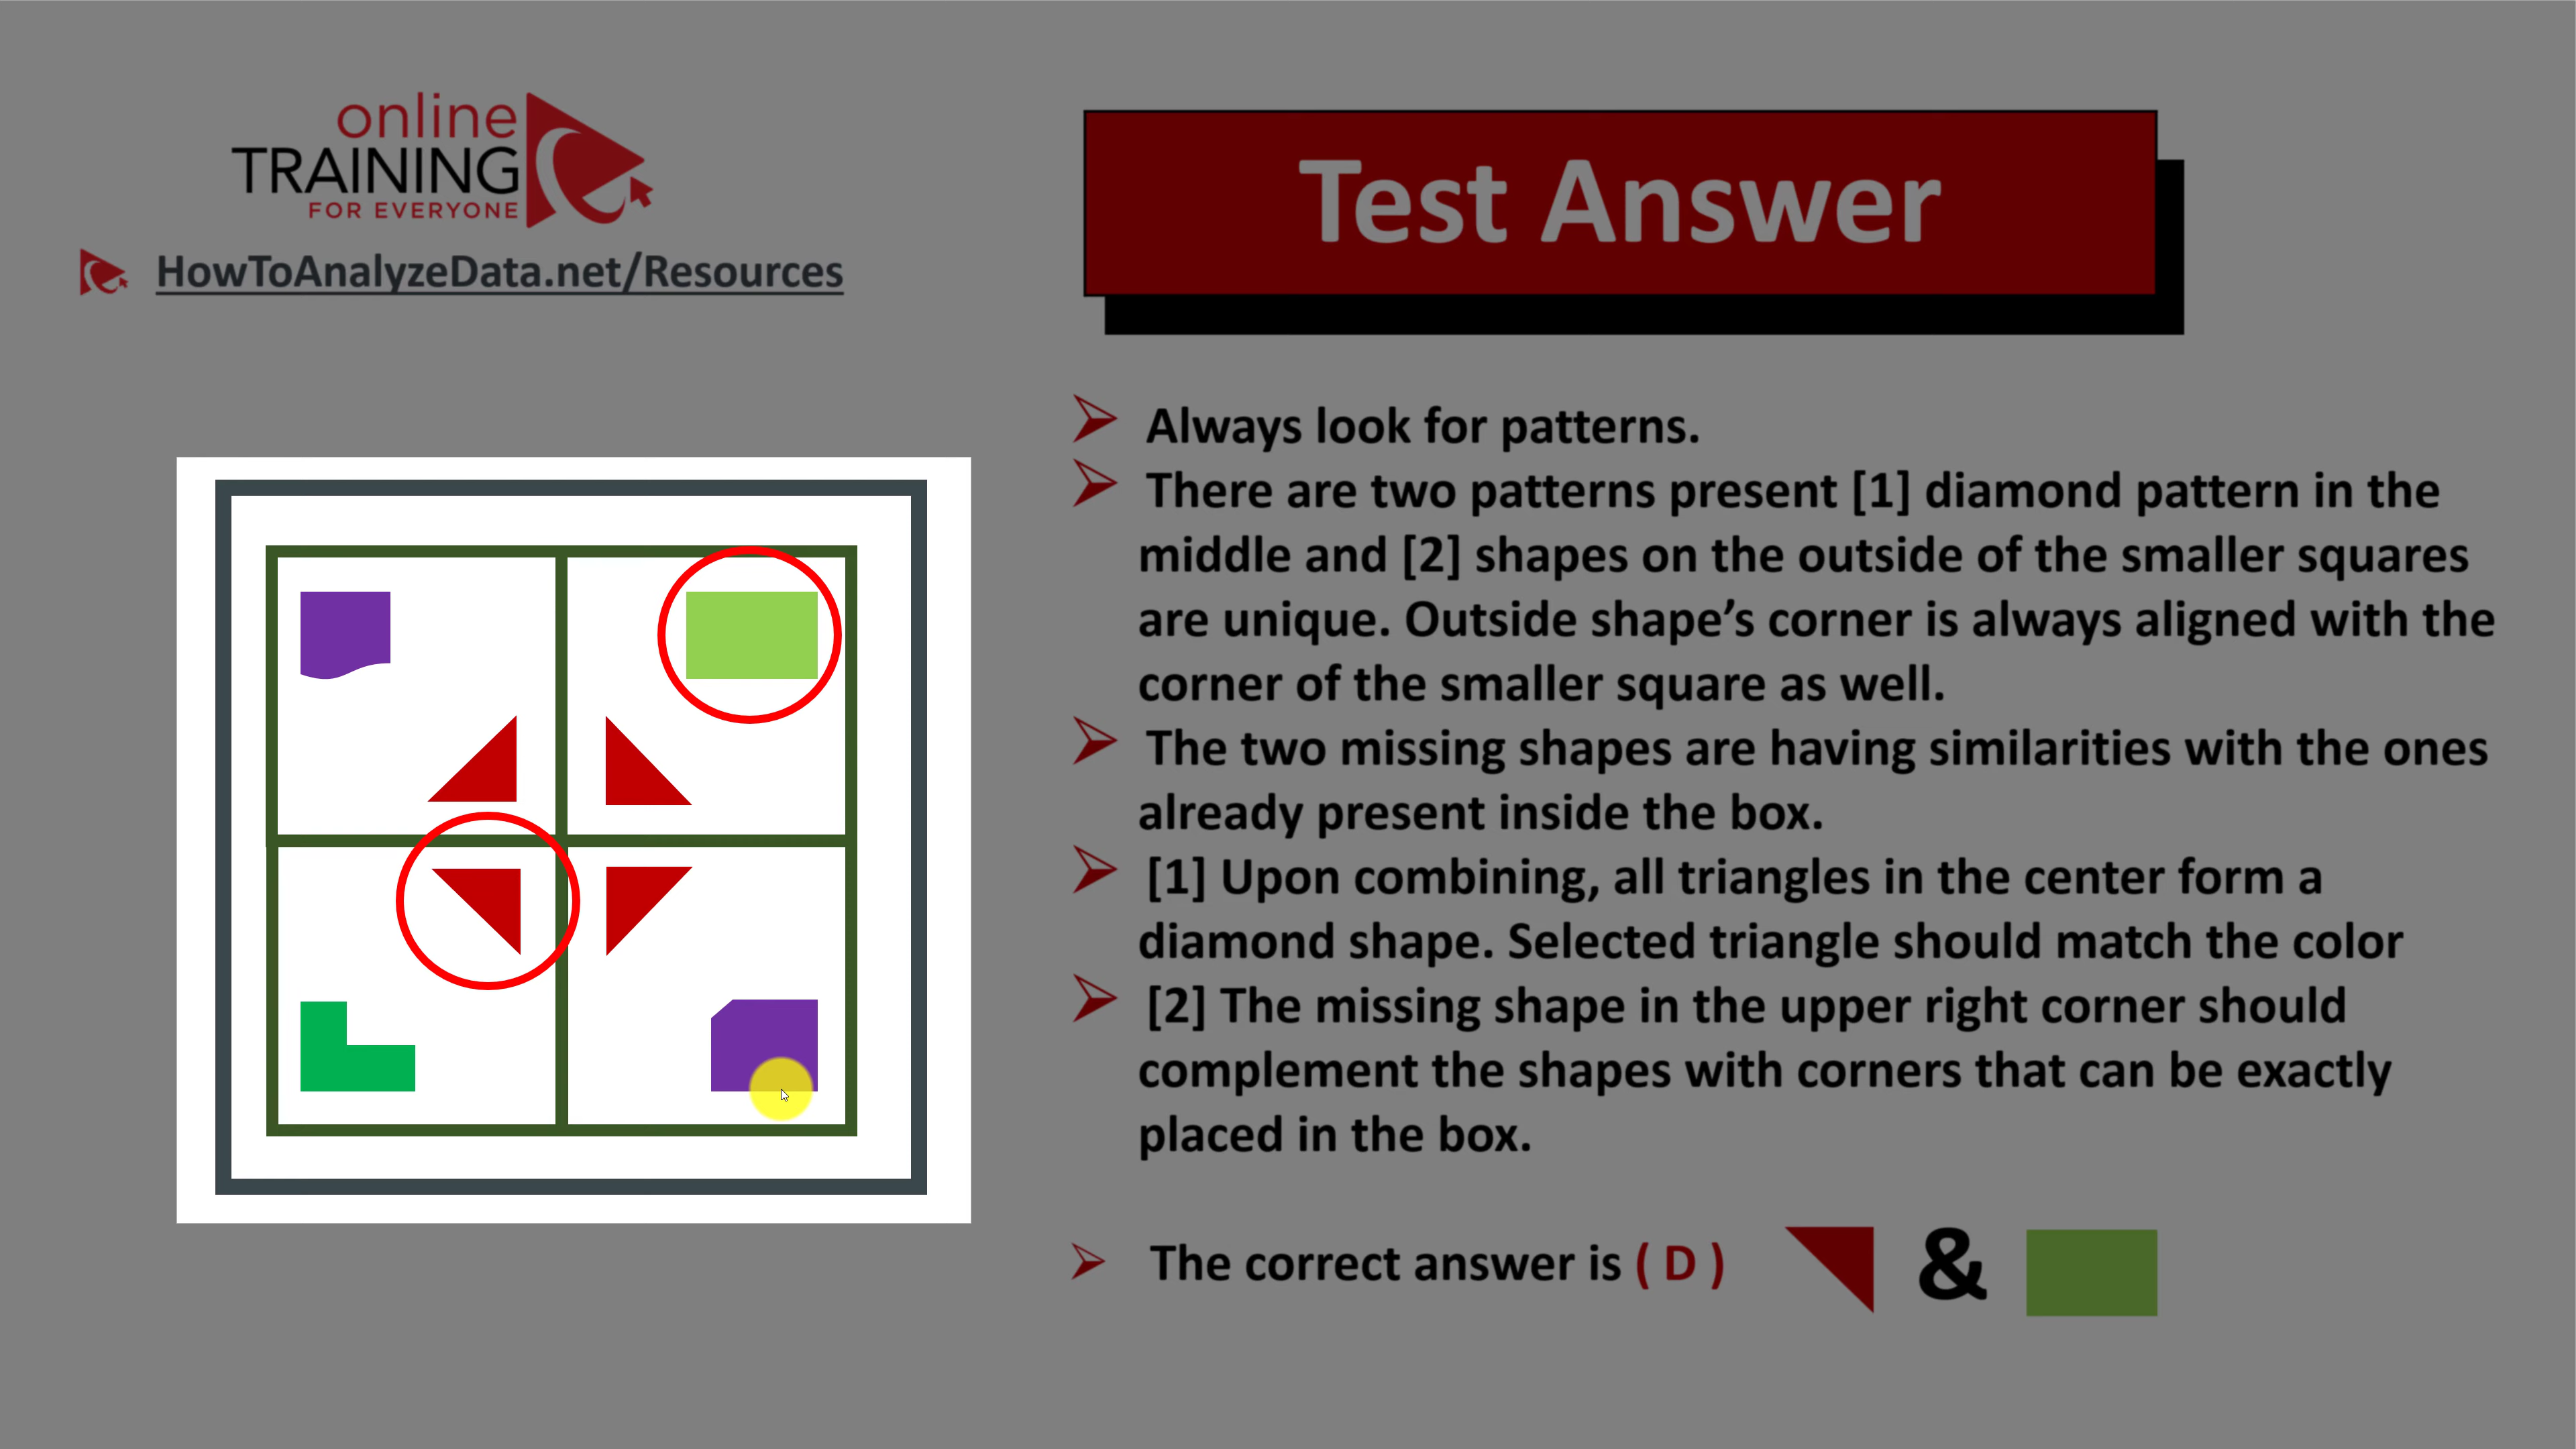 online
TRAINING
FOR EVERYONE
HowToAnalyzeData.net/Resources
Test Answer
Always look for patterns.
There are two patterns present [1] diamond pattern in the
middle and [2] shapes on the outside of the smaller squares
are unique. Outside shape’s corner is always aligned with the
corner of the smaller square as well.
The two missing shapes are having similarities with the ones
already present inside the box.
[1] Upon combining, all triangles in the center form a
diamond shape. Selected triangle should match the color
[2] The missing shape in the upper right corner should
complement the shapes with corners that can be exactly
placed in the box.
The correct answer is ( D ) &